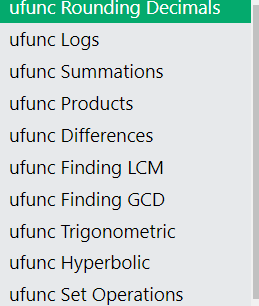 ufunc Rounding Decimals
ufunc Logs
ufunc Summations
ufunc Products
ufunc Differences
ufunc Finding LCM
ufunc Finding GCD
ufunc Trigonometric
ufunc Hyperbolic
ufunc Set Operations